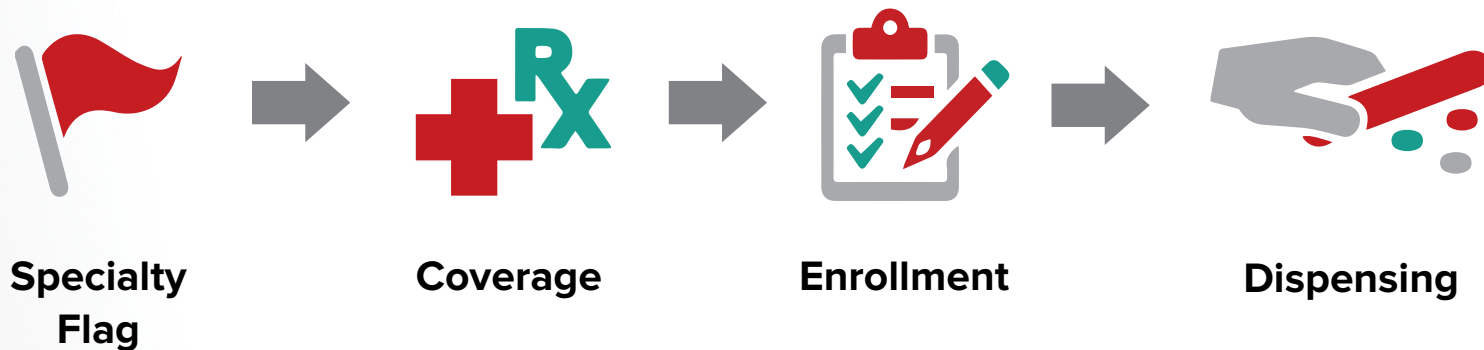 Rx
Specialty
Flag
Coverage
Enrollment
Dispensing